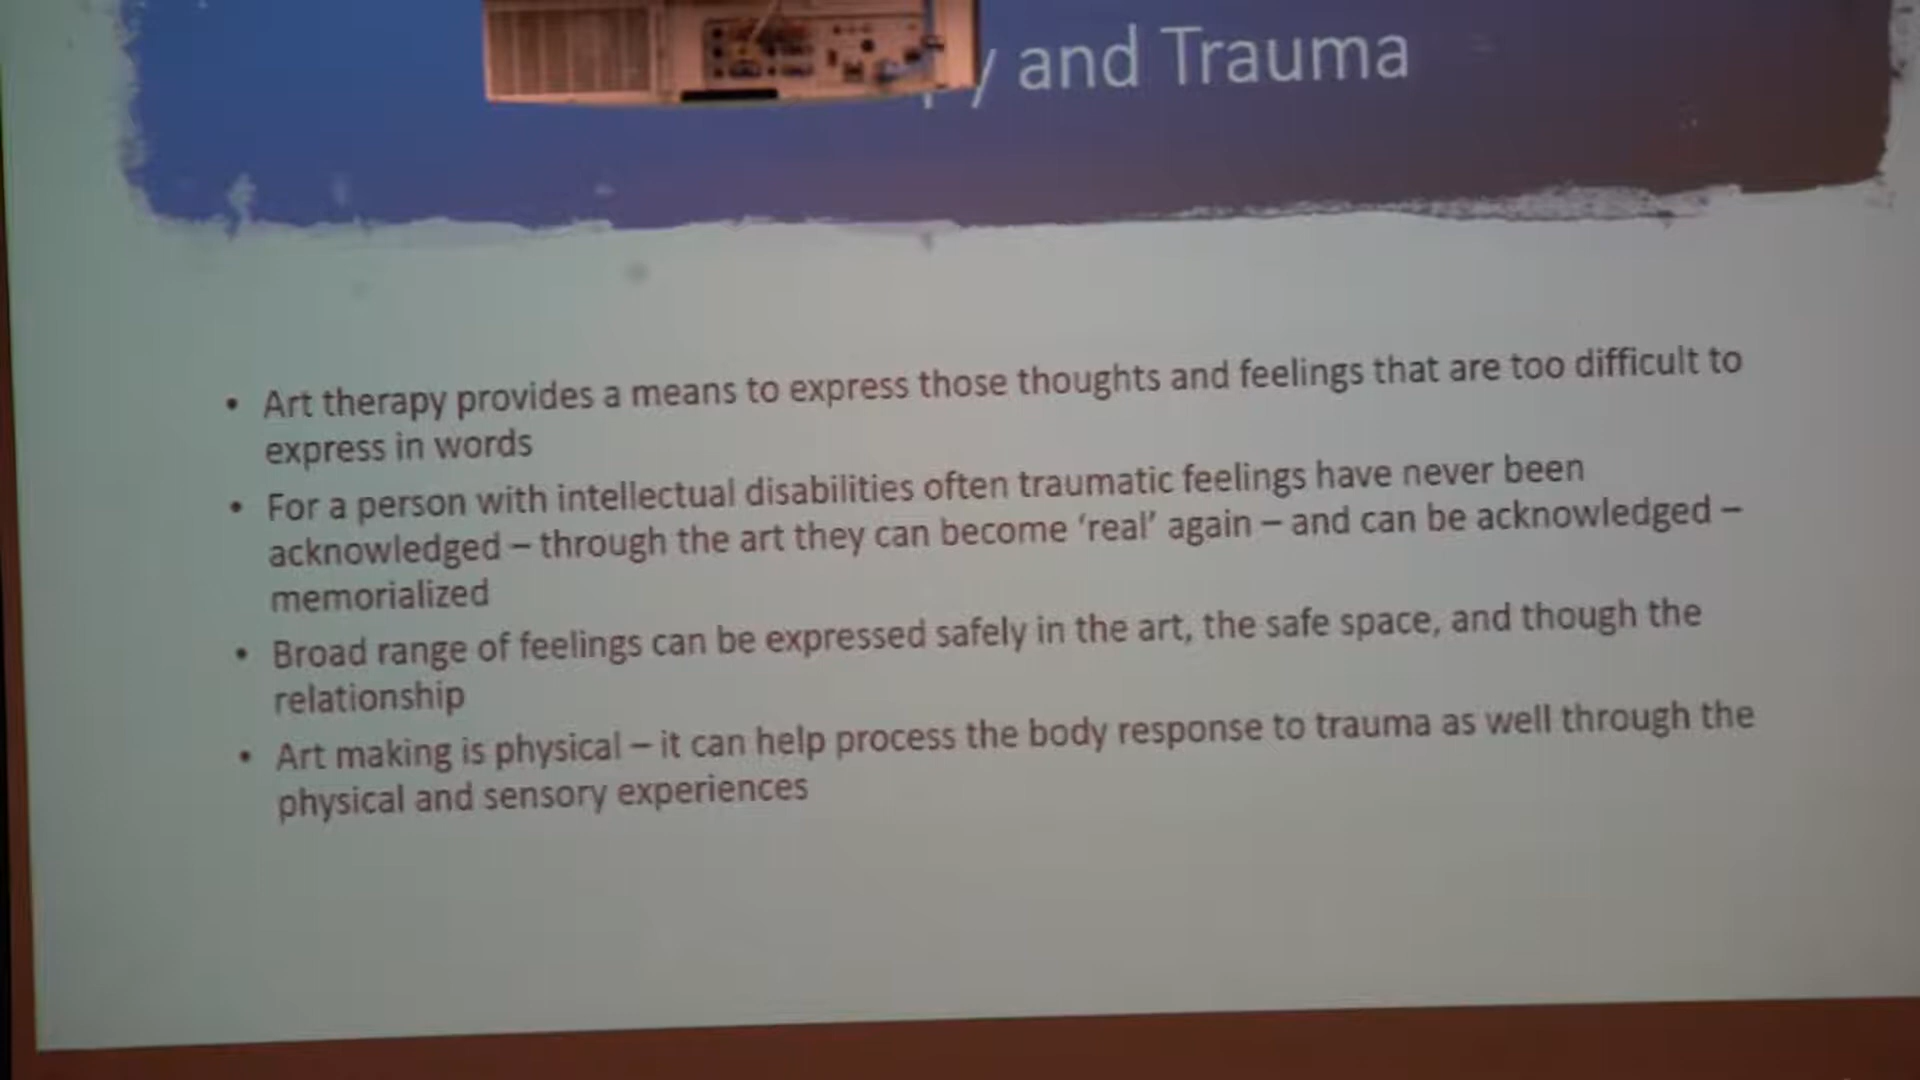 and Trauma
• Art therapy provides a means to express those thoughts and feelings that are too difficult to
express in words
• For a person with intellectual disabilities often traumatic feelings have never been
acknowledged – through the art they can become ‘real’ again – and can be acknowledged –
memorialized
• Broad range of feelings can be expressed safely in the art, the safe space, and though the
relationship
• Art making is physical – it can help process the body response to trauma as well through the
physical and sensory experiences